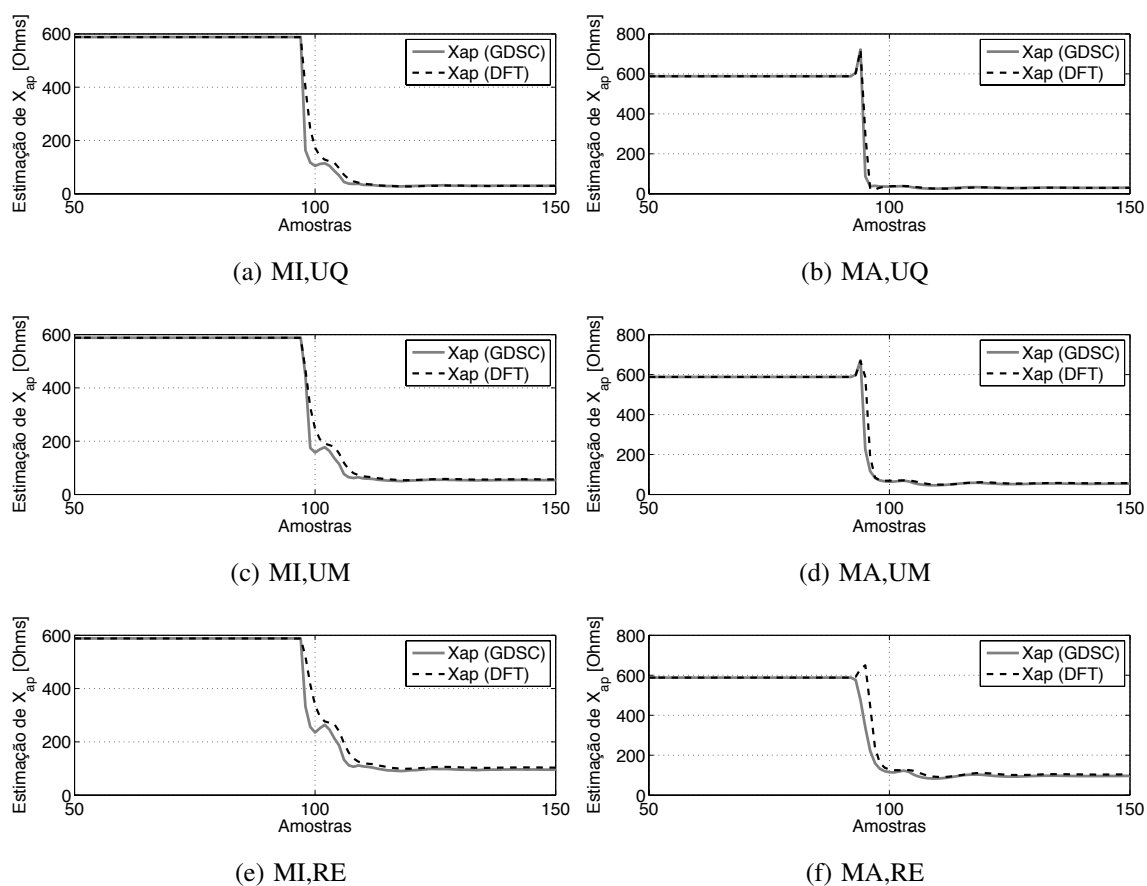 Estimação de X_ap [Ohms]
600
400
200
0
50
100
150
Amostras
Xap (GDSC)
Xap (DFT)
(a) MI,UQ
Estimação de X_ap [Ohms]
800
600
400
200
0
50
100
150
Amostras
Xap (GDSC)
Xap (DFT)
(b) MA,UQ
Estimação de X_ap [Ohms]
600
400
200
0
50
100
150
Amostras
Xap (GDSC)
Xap (DFT)
(c) MI,UM
Estimação de X_ap [Ohms]
800
600
400
200
0
50
100
150
Amostras
Xap (GDSC)
Xap (DFT)
(d) MA,UM
Estimação de X_ap [Ohms]
600
400
200
0
50
100
150
Amostras
Xap (GDSC)
Xap (DFT)
(e) MI,RE
Estimação de X_ap [Ohms]
800
600
400
200
0
50
100
150
Amostras
Xap (GDSC)
Xap (DFT)
(f) MA,RE